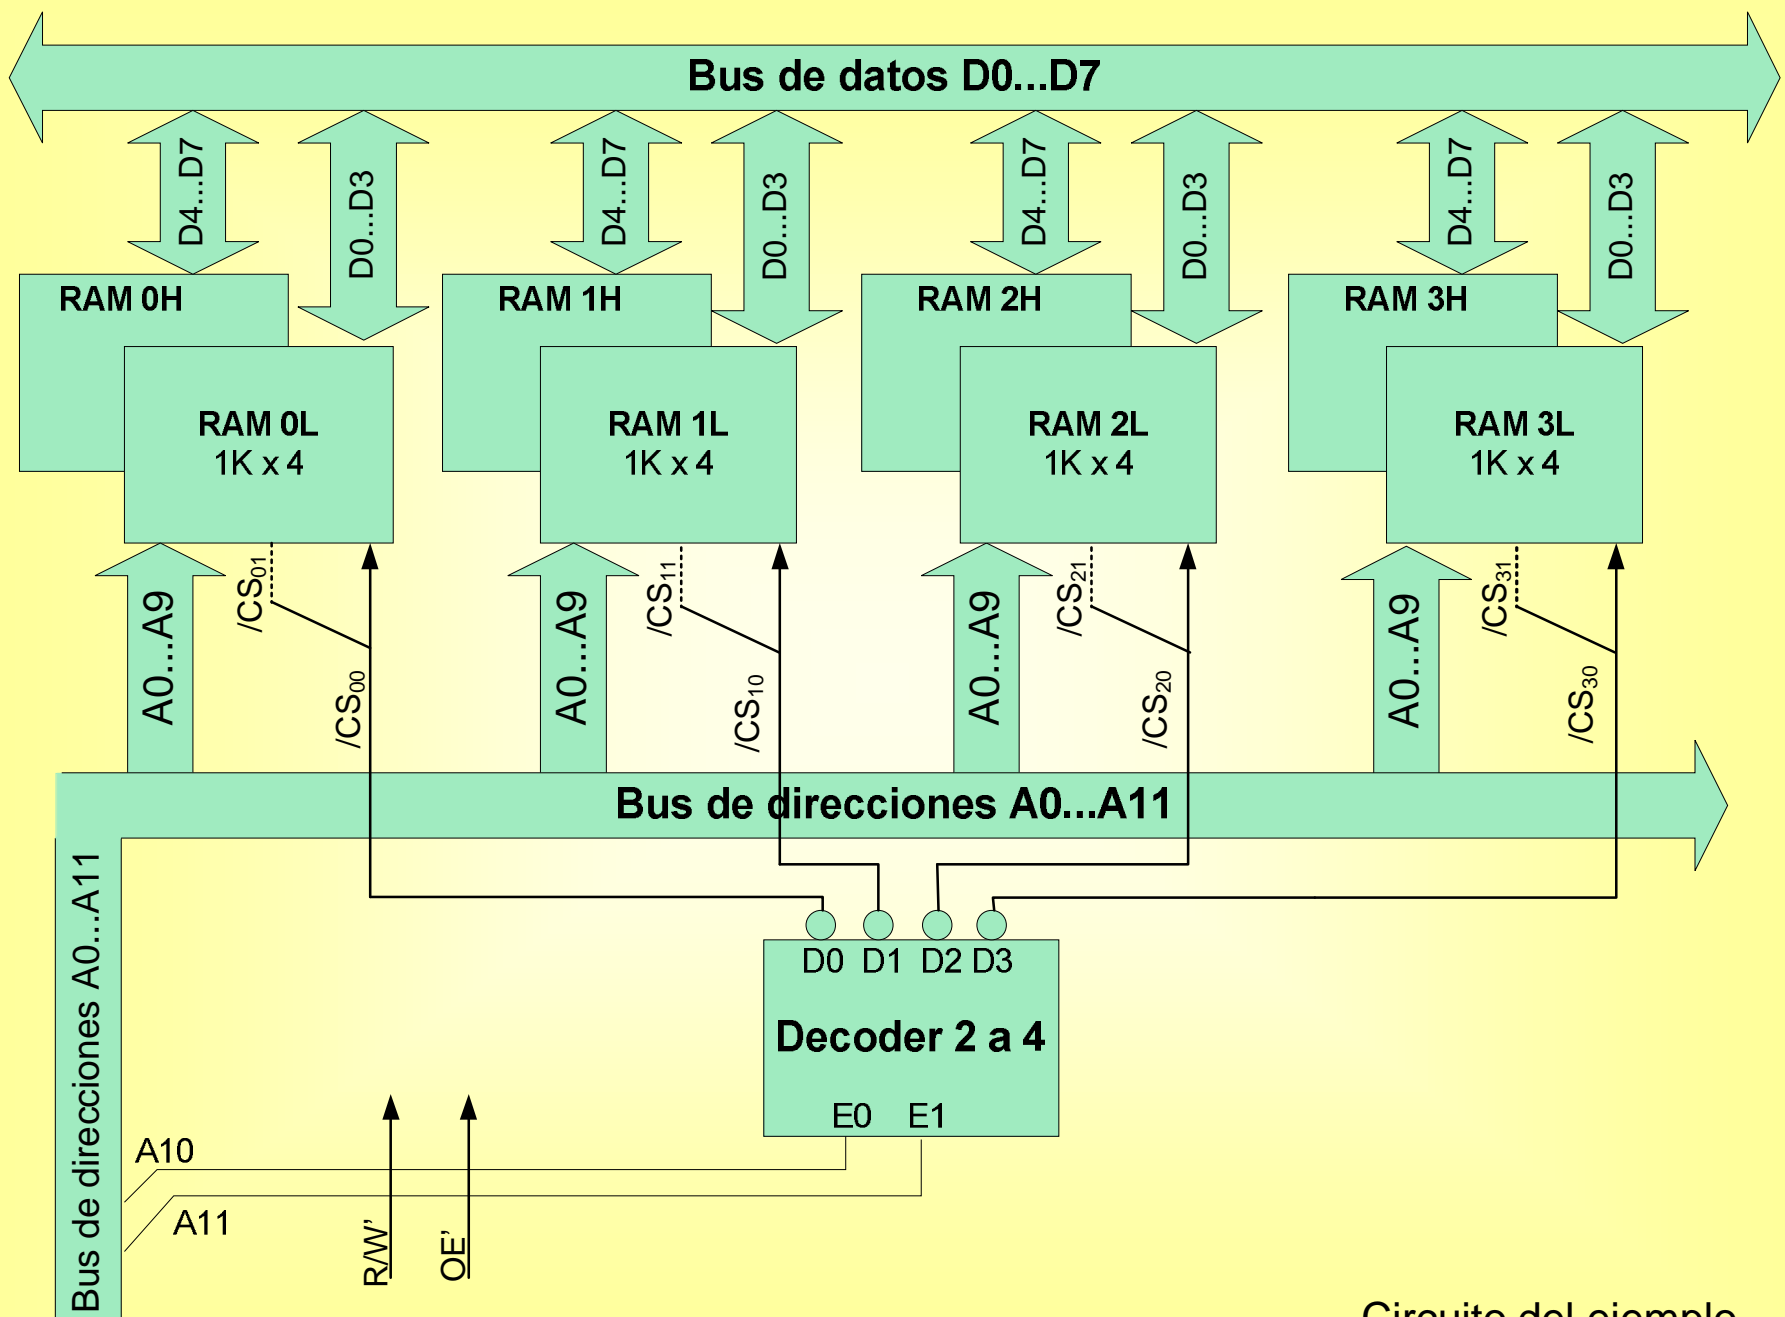 Bus de datos D0...D7
D4...D7
D0...D3
D4...D7
D0...D3
D4...D7
D0...D3
D4...D7
D0...D3
RAM 0H
RAM 1H
RAM 2H
RAM 3H
RAM 0L
1K x 4
RAM 1L
1K x 4
RAM 2L
1K x 4
RAM 3L
1K x 4
A0...A9
/CS01
/CS00
A0...A9
/CS11
/CS10
A0...A9
/CS21
/CS20
A0...A9
/CS31
/CS30
Bus de direcciones A0...A11
Bus de direcciones A0...A11
D0 D1 D2 D3
Decoder 2 a 4
E0 E1
A10
A11
R/W'
OE'
Circuito del ejemplo